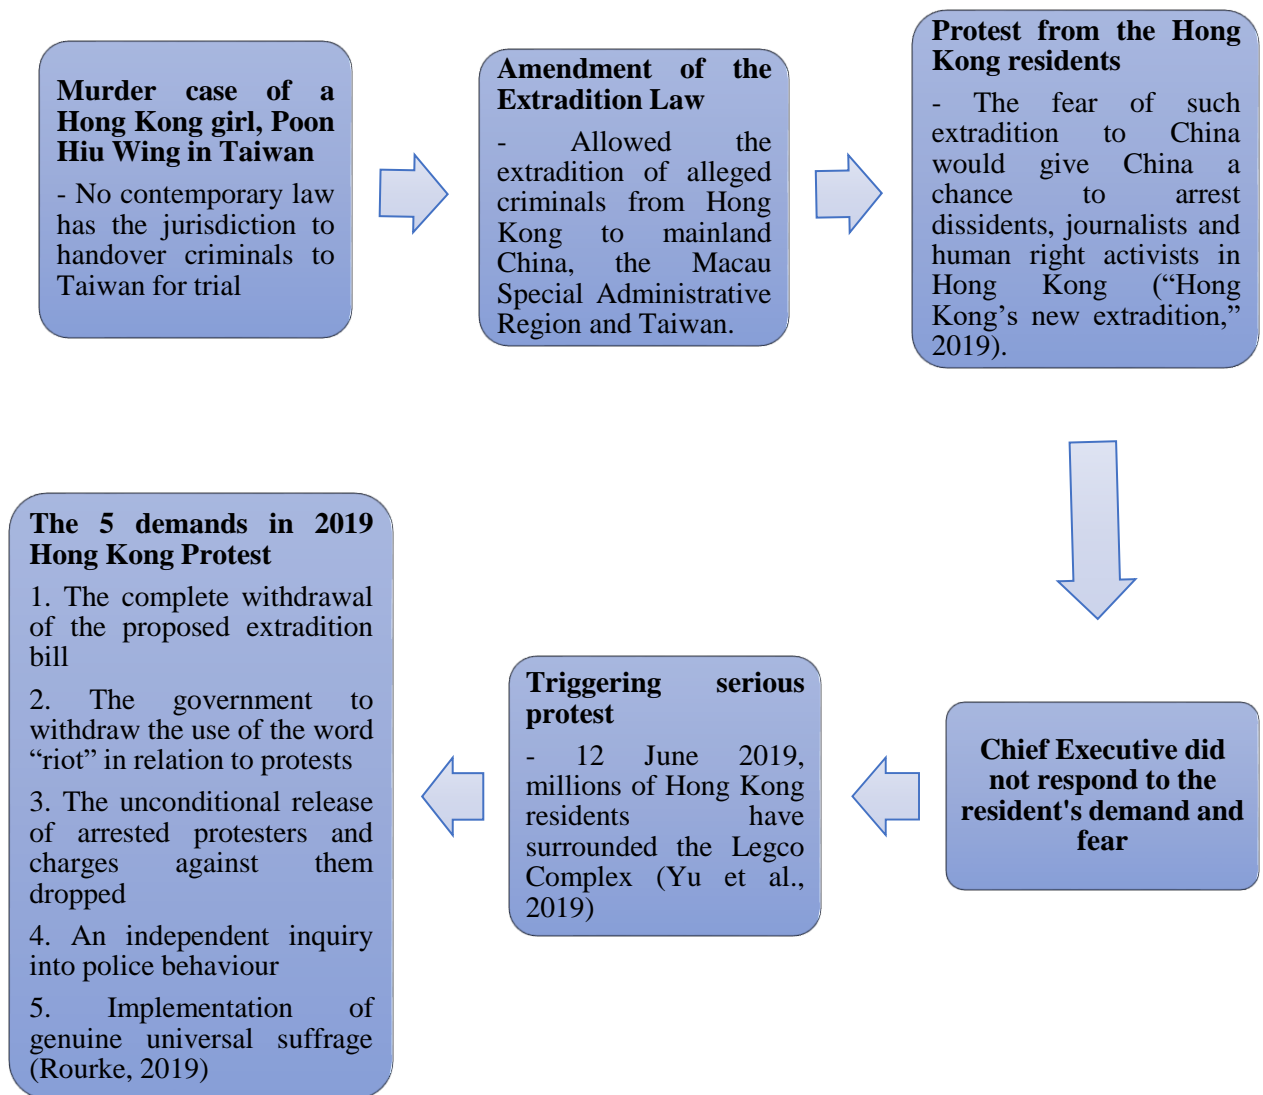 Murder case of a
Hong Kong girl, Poon
Hiu Wing in Taiwan
- No contemporary law
has the jurisdiction to
handover criminals to
Taiwan for trial
Amendment of the
Extradition Law
- Allowed the
extradition of alleged
criminals from Hong
Kong to mainland
China, the Macau
Special Administrative
Region and Taiwan.
Protest from the Hong
Kong residents
- The fear of such
extradition to China
would give China a
chance to arrest
dissidents, journalists and
human right activists in
Hong Kong (“Hong
Kong’s new extradition,”
2019).
Chief Executive did
not respond to the
resident's demand and
fear
Triggering serious
protest
- 12 June 2019,
millions of Hong Kong
residents have
surrounded the Legco
Complex (Yu et al.,
2019)
The 5 demands in 2019
Hong Kong Protest
1. The complete withdrawal
of the proposed extradition
bill
2. The government to
withdraw the use of the word
“riot” in relation to protests
3. The unconditional release
of arrested protesters and
charges against them
dropped
4. An independent inquiry
into police behaviour
5. Implementation of
genuine universal suffrage
(Rourke, 2019)